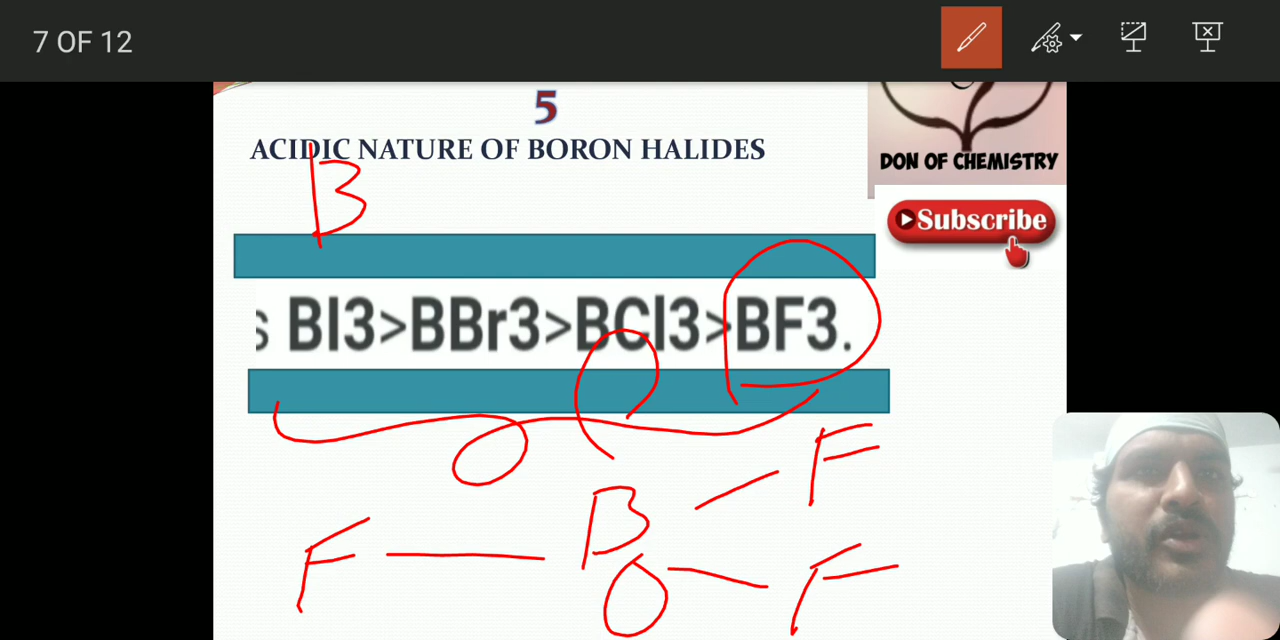 7 OF 12
5
ACIDIC NATURE OF BORON HALIDES
DON OF CHEMISTRY
Subscribe
B
s BI3>BBr3>BCl3>BF3.
F
B
F
F